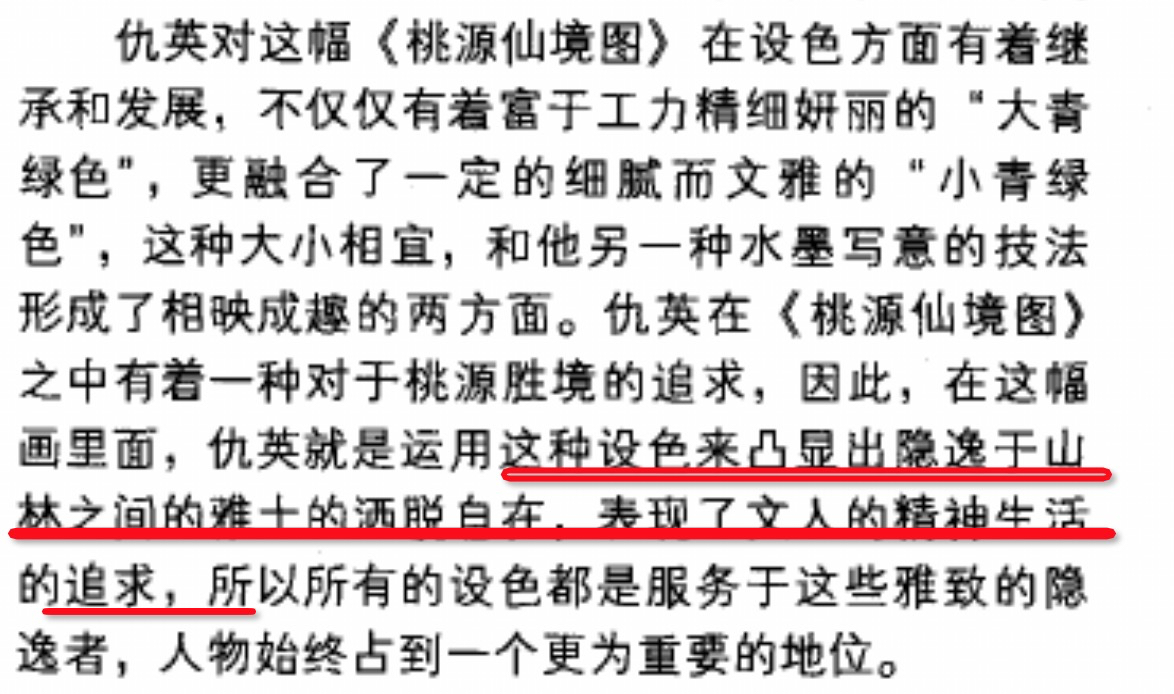 仇英对这幅《桃源仙境图》在设色方面有着继
承和发展，不仅仅有着富于工力精细妍丽的“大青
绿色”，更融合了一定的细腻而文雅的“小青绿
色”，这种大小相宜，和他另一种水墨写意的技法
形成了相映成趣的两方面。仇英在《桃源仙境图》
之中有着一种对于桃源胜境的追求，因此，在这幅
画里面，仇英就是运用这种设色来凸显出隐逸于山
林之间的雅士的洒脱自在，表现了文人的精神生活
的追求，所以所有的设色都是服务于这些雅致的隐
逸者，人物始终占到一个更为重要的地位。